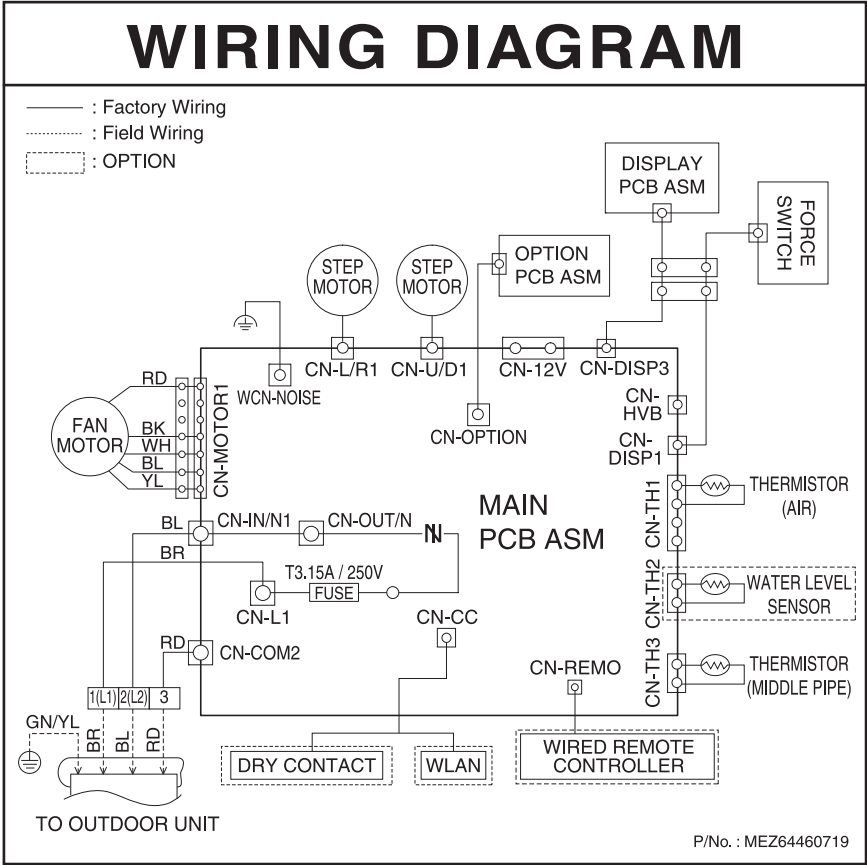 WIRING DIAGRAM
: Factory Wiring
: Field Wiring
: OPTION
DISPLAY
PCB ASM
FORCE
SWITCH
OPTION
PCB ASM
STEP
MOTOR
STEP
MOTOR
CN-L/R1
CN-U/D1
CN-12V
CN-DISP3
WCN-NOISE
CN-OPTION
CN-
HVB
CN-
DISP1
RD
BK
WH
BL
YL
FAN
MOTOR
CN-MOTOR1
MAIN
PCB ASM
CN-TH1
THERMISTOR
(AIR)
BL
CN-IN/N1
CN-OUT/N
BR
T3.15A / 250V
FUSE
CN-L1
CN-TH2
WATER LEVEL
SENSOR
CN-CC
RD
CN-COM2
CN-TH3
THERMISTOR
(MIDDLE PIPE)
CN-REMO
1(L1)
2(L2)
3
GN/YL
BR
BL
RD
DRY CONTACT
WLAN
WIRED REMOTE
CONTROLLER
TO OUTDOOR UNIT
P/No. : MEZ64460719